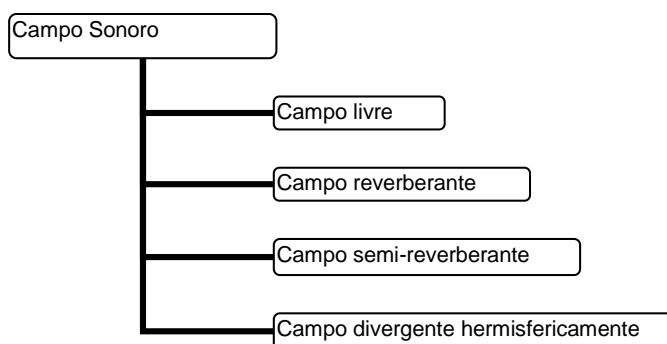 Campo Sonoro
Campo livre
Campo reverberante
Campo semi-reverberante
Campo divergente hermisfericamente